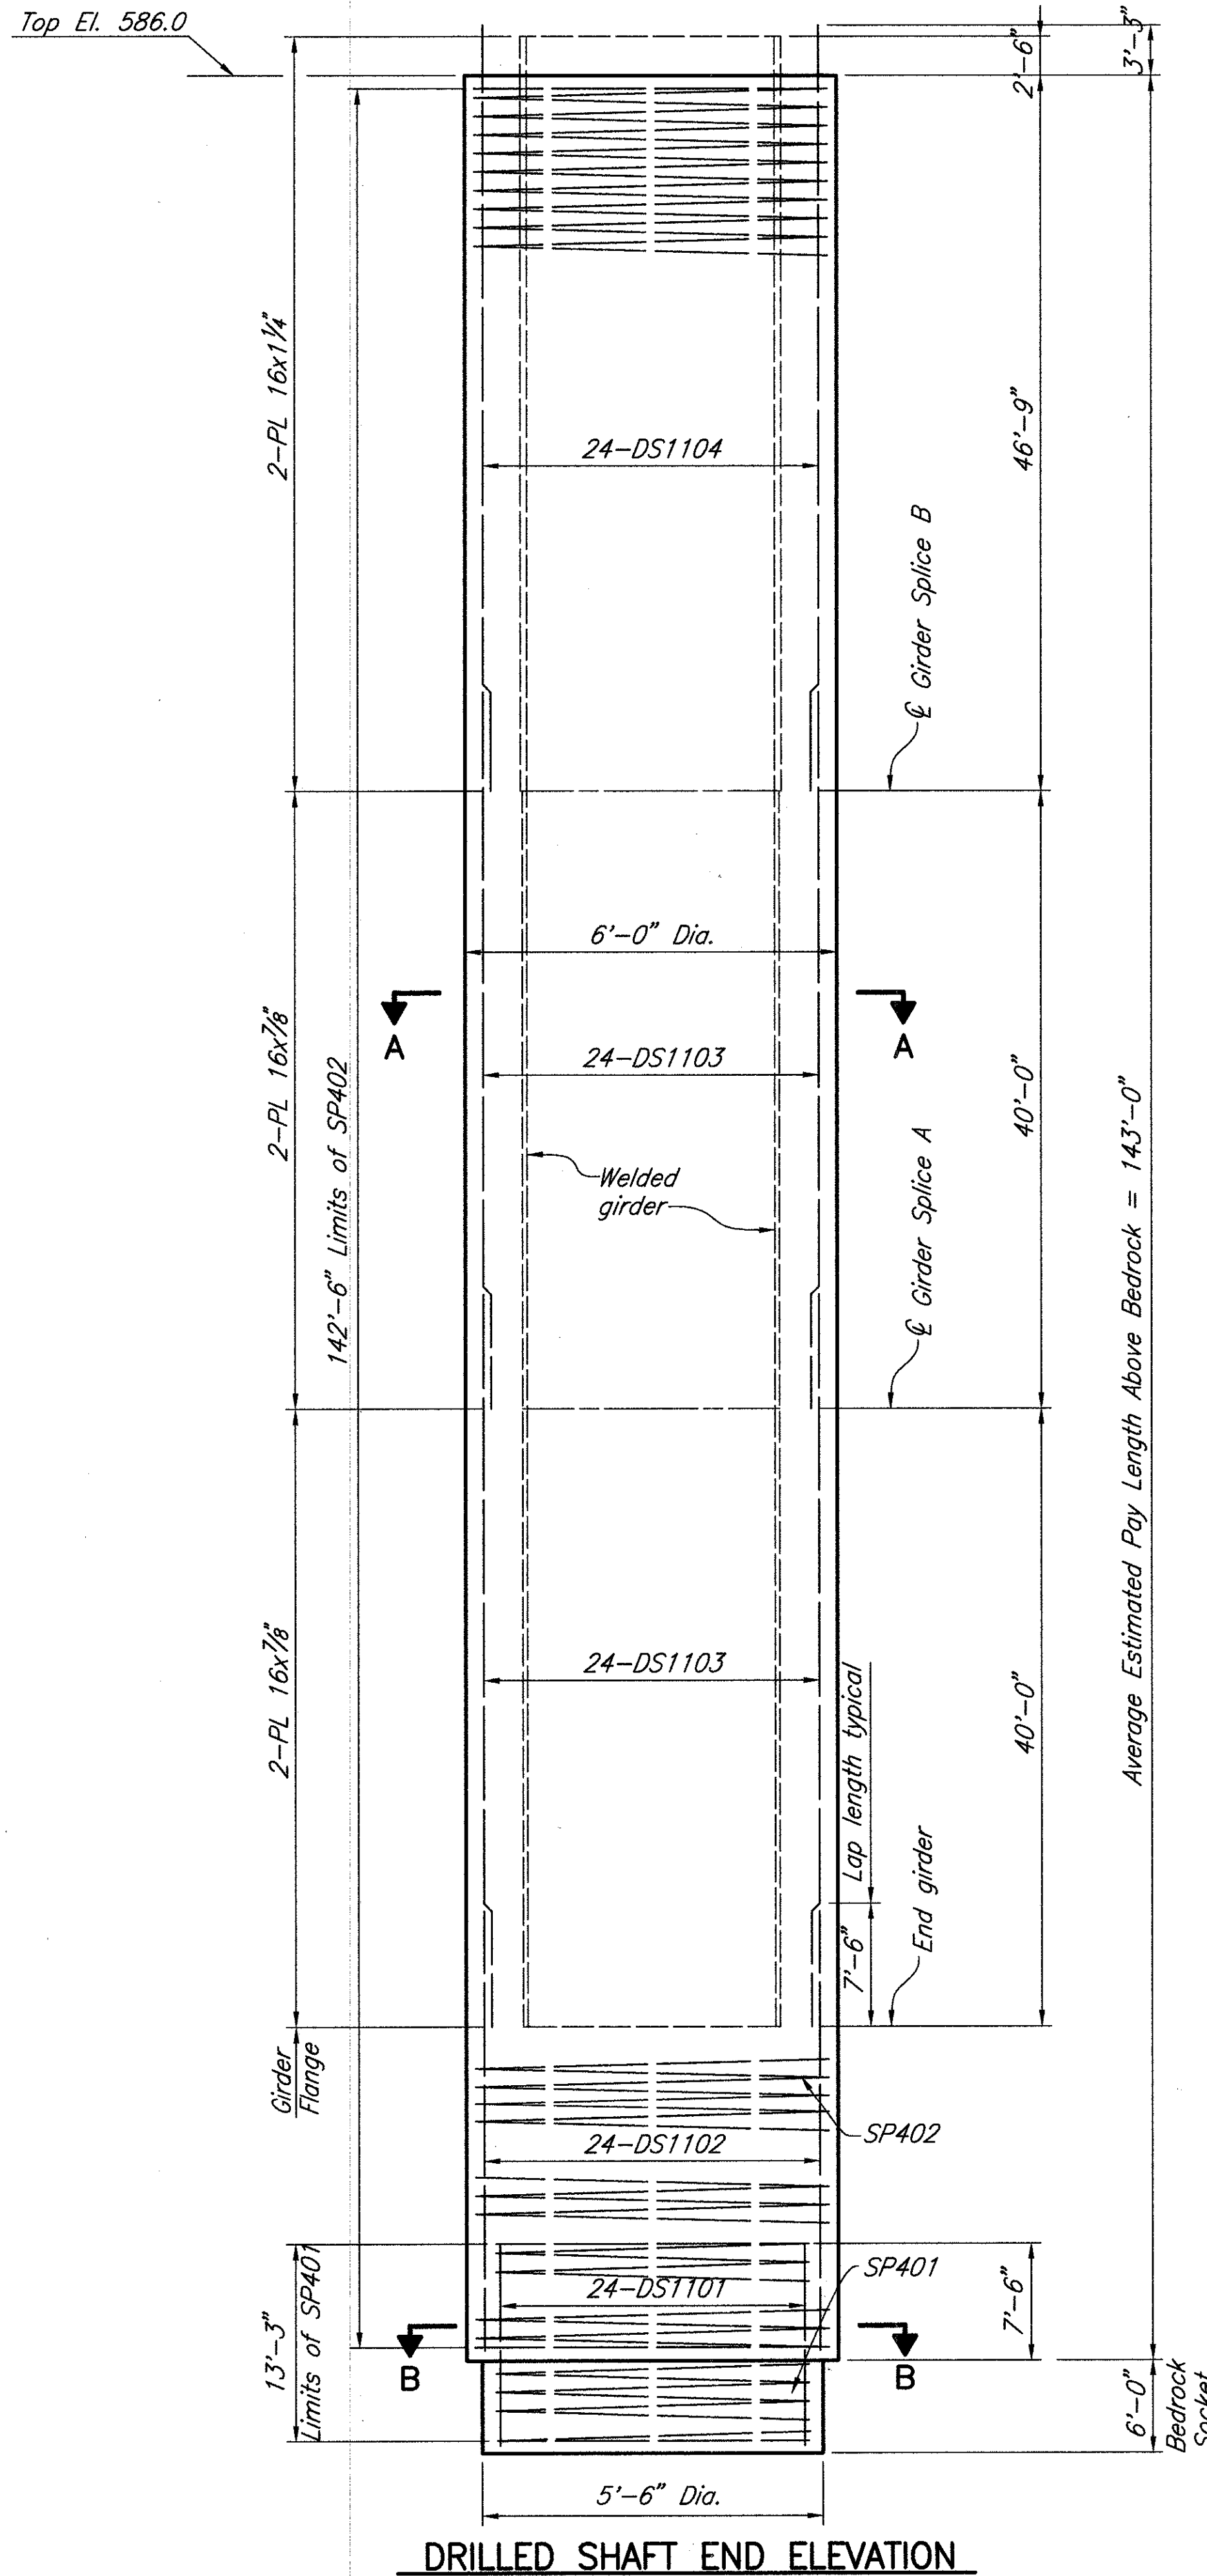 Top El. 586.0
2'-6"
3'-3"
2-PL 16x1¼"
24-DS1104
46'-9"
℄ Girder Splice B
6'-0" Dia.
A
A
2-PL 16x⅞"
142'-6" Limits of SP402
24-DS1103
40'-0"
Welded
girder
℄ Girder Splice A
Average Estimated Pay Length Above Bedrock = 143'-0"
2-PL 16x⅞"
24-DS1103
Lap length typical
40'-0"
7'-6"
End girder
Girder
Flange
SP402
24-DS1102
SP401
24-DS1101
13'-3"
Limits of SP401
7'-6"
B
B
6'-0"
Bedrock
Socket
5'-6" Dia.
DRILLED SHAFT END ELEVATION